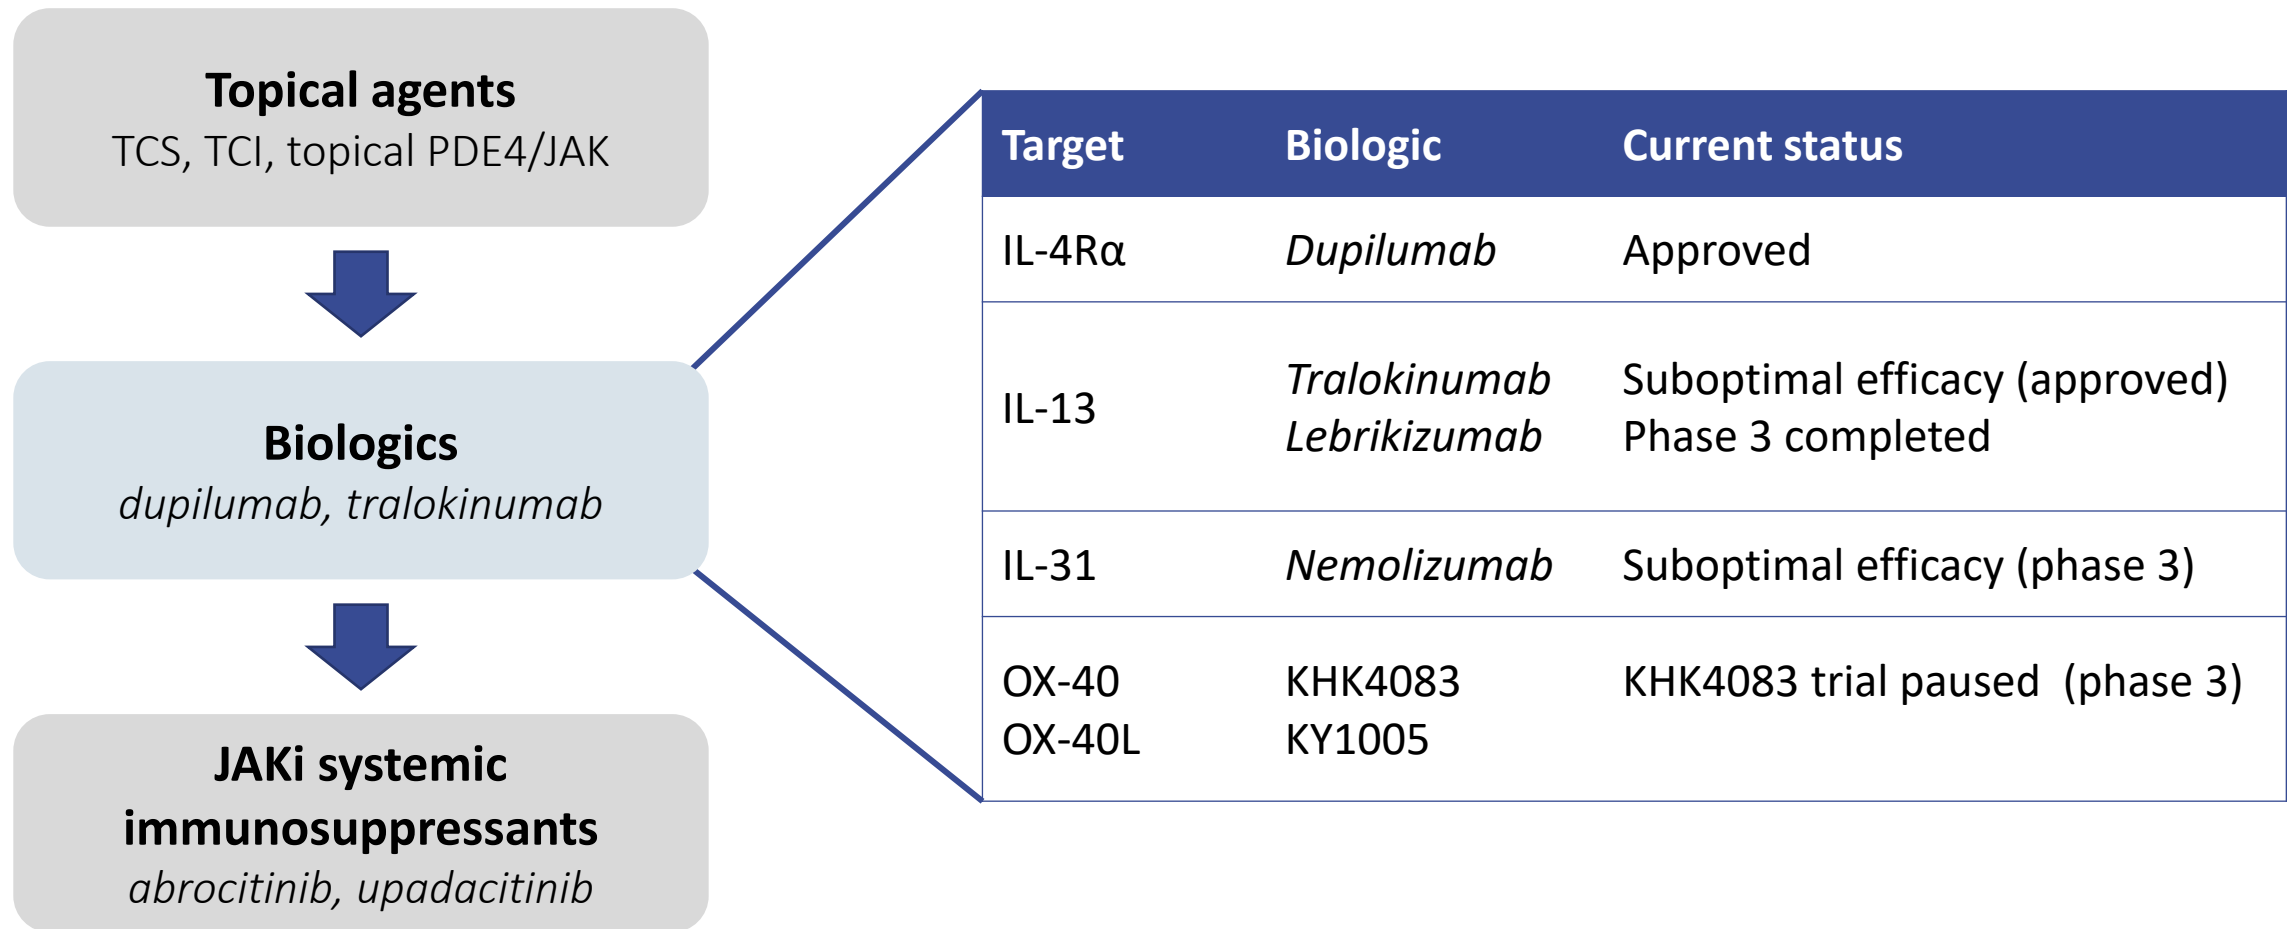 Topical agents
TCS, TCI, topical PDE4/JAK
Biologics
dupilumab, tralokinumab
JAKi systemic
immunosuppressants
abrocitinib, upadacitinib
Target Biologic Current status
IL-4Rα Dupilumab Approved
IL-13
Tralokinumab Suboptimal efficacy (approved)
Lebrikizumab Phase 3 completed
IL-31 Nemolizumab Suboptimal efficacy (phase 3)
OX-40 KHK4083 KHK4083 trial paused (phase 3)
OX-40L KY1005